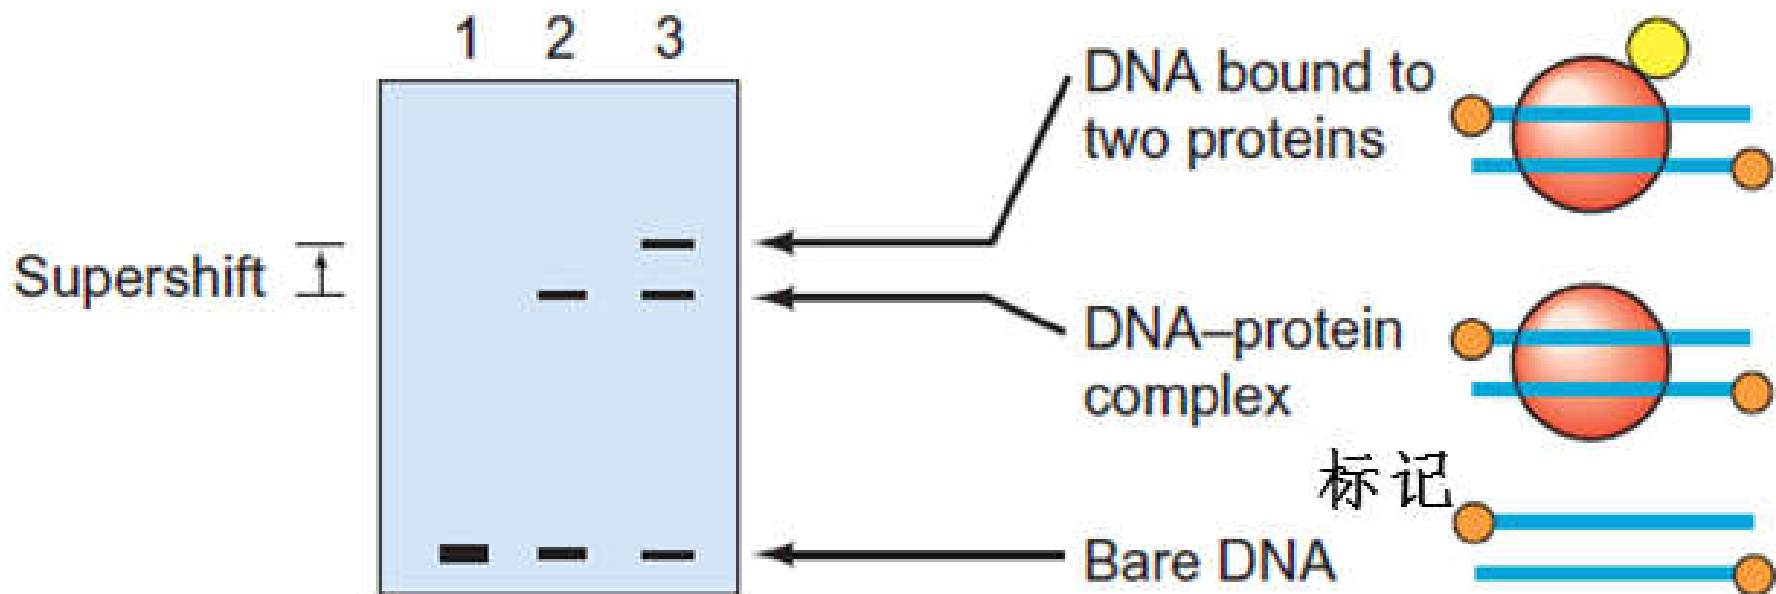 1 2 3
DNA bound to
two proteins
Supershift
DNA–protein
complex
标记
Bare DNA